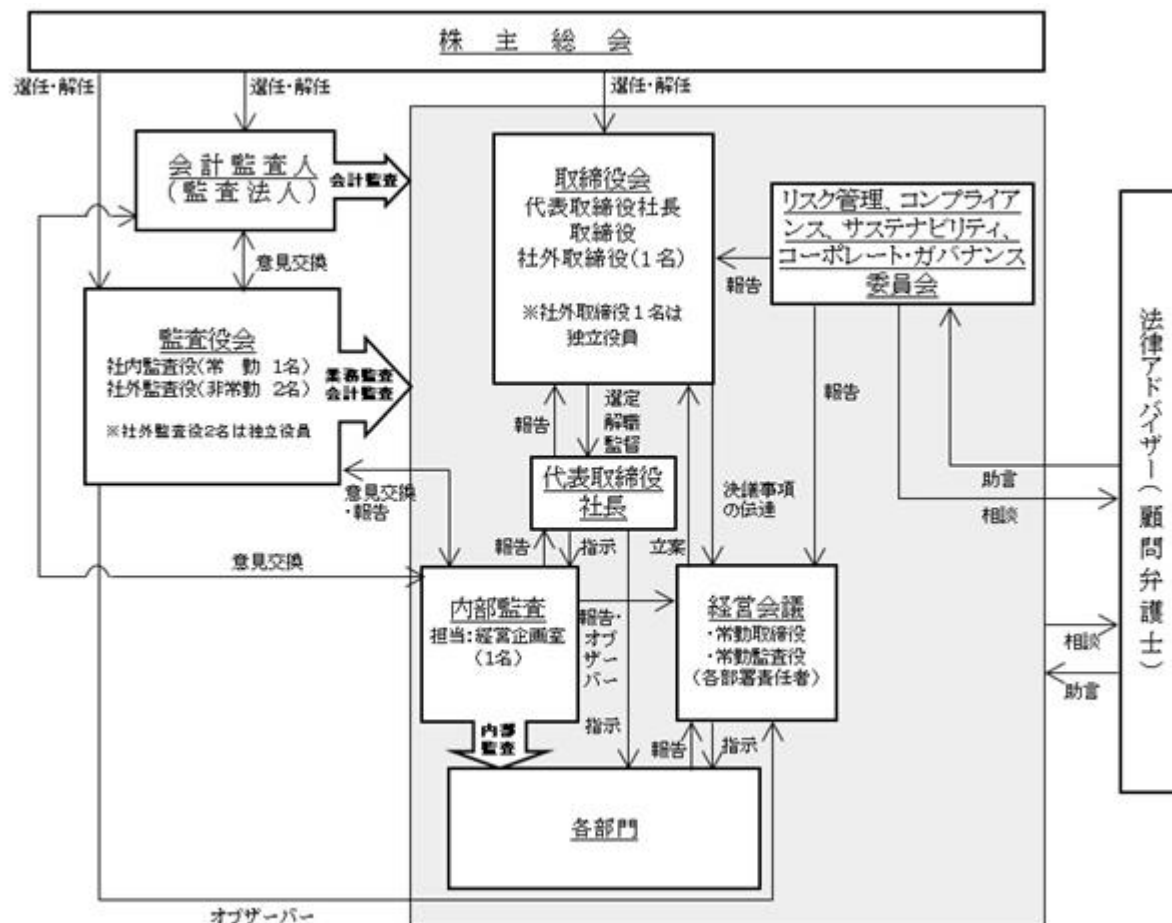 株主総会
選任・解任
選任・解任
選任・解任
会計監査人
(監査法人)
会計監査
取締役会
代表取締役社長
取締役
社外取締役(1名)
※社外取締役1名は
独立役員
リスク管理、コンプライア
ンス、サステナビリティ、
コーポレート・ガバナンス
委員会
報告
意見交換
監査役会
社内監査役(常 勤 1名)
社外監査役(非常勤 2名)
※社外監査役2名は独立役員
業務監査
会計監査
報告
選定
解職
監督
報告
法律アドバイザー(顧問弁護士)
代表取締役
社長
決議事項
の伝達
助言
相談
意見交換
・報告
意見交換
報告
指示
立案
内部監査
担当:経営企画室
(1名)
報告・
オブ
ザー
バー
経営会議
・常勤取締役
・常勤監査役
(各部署責任者)
相談
助言
内部
監査
指示
報告
指示
各部門
オブザーバー